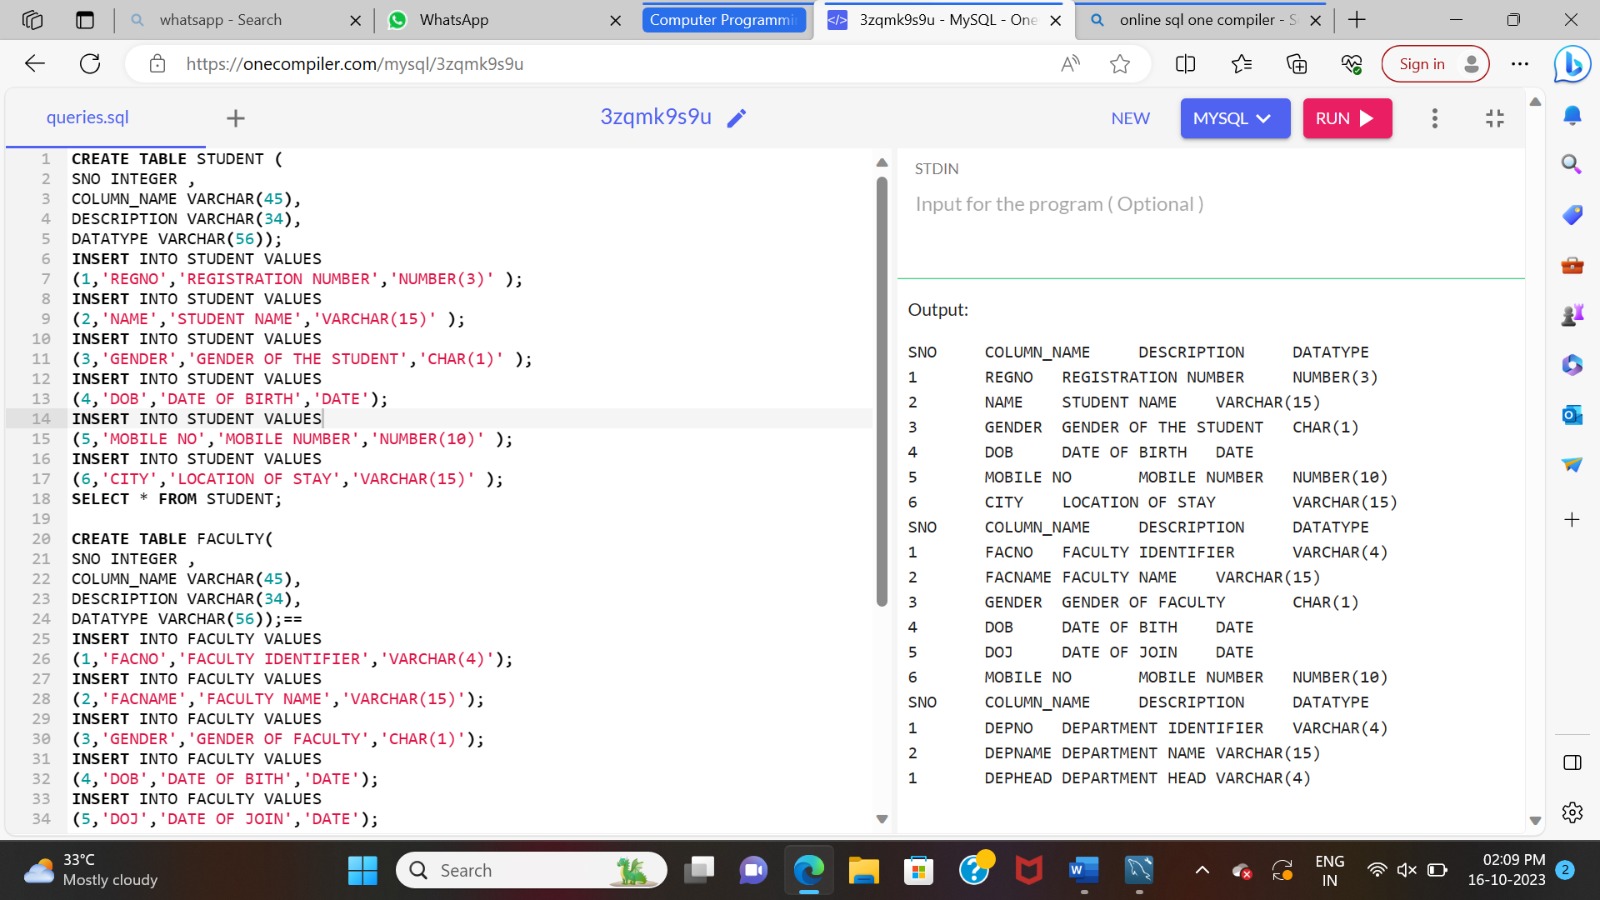 whatsapp - Search
WhatsApp
Computer Programmi
3zqmk9s9u - MySQL - One
online sql one compiler - S
https://onecompiler.com/mysql/3zqmk9s9u
Sign in
queries.sql
3zqmk9s9u
NEW
MYSQL
RUN
1 CREATE TABLE STUDENT (
2 SNO INTEGER ,
3 COLUMN_NAME VARCHAR(45),
4 DESCRIPTION VARCHAR(34),
5 DATATYPE VARCHAR(56));
6 INSERT INTO STUDENT VALUES
7 (1,'REGNO','REGISTRATION NUMBER','NUMBER(3)' );
8 INSERT INTO STUDENT VALUES
9 (2,'NAME','STUDENT NAME','VARCHAR(15)' );
10 INSERT INTO STUDENT VALUES
11 (3,'GENDER','GENDER OF THE STUDENT','CHAR(1)' );
12 INSERT INTO STUDENT VALUES
13 (4,'DOB','DATE OF BIRTH','DATE');
14 INSERT INTO STUDENT VALUES
15 (5,'MOBILE NO','MOBILE NUMBER','NUMBER(10)' );
16 INSERT INTO STUDENT VALUES
17 (6,'CITY','LOCATION OF STAY','VARCHAR(15)' );
18 SELECT * FROM STUDENT;
19
20 CREATE TABLE FACULTY(
21 SNO INTEGER ,
22 COLUMN_NAME VARCHAR(45),
23 DESCRIPTION VARCHAR(34),
24 DATATYPE VARCHAR(56));==
25 INSERT INTO FACULTY VALUES
26 (1,'FACNO','FACULTY IDENTIFIER','VARCHAR(4)');
27 INSERT INTO FACULTY VALUES
28 (2,'FACNAME','FACULTY NAME','VARCHAR(15)');
29 INSERT INTO FACULTY VALUES
30 (3,'GENDER','GENDER OF FACULTY','CHAR(1)');
31 INSERT INTO FACULTY VALUES
32 (4,'DOB','DATE OF BITH','DATE');
33 INSERT INTO FACULTY VALUES
34 (5,'DOJ','DATE OF JOIN','DATE');
STDIN
Input for the program ( Optional )
Output:
SNO COLUMN_NAME DESCRIPTION DATATYPE
1 REGNO REGISTRATION NUMBER NUMBER(3)
2 NAME STUDENT NAME VARCHAR(15)
3 GENDER GENDER OF THE STUDENT CHAR(1)
4 DOB DATE OF BIRTH DATE
5 MOBILE NO MOBILE NUMBER NUMBER(10)
6 CITY LOCATION OF STAY VARCHAR(15)
SNO COLUMN_NAME DESCRIPTION DATATYPE
1 FACNO FACULTY IDENTIFIER VARCHAR(4)
2 FACNAME FACULTY NAME VARCHAR(15)
3 GENDER GENDER OF FACULTY CHAR(1)
4 DOB DATE OF BITH DATE
5 DOJ DATE OF JOIN DATE
6 MOBILE NO MOBILE NUMBER NUMBER(10)
SNO COLUMN_NAME DESCRIPTION DATATYPE
1 DEPNO DEPARTMENT IDENTIFIER VARCHAR(4)
2 DEPNAME DEPARTMENT NAME VARCHAR(15)
1 DEPHEAD DEPARTMENT HEAD VARCHAR(4)
33°C
Mostly cloudy
Search
ENG
IN
02:09 PM
16-10-2023
2